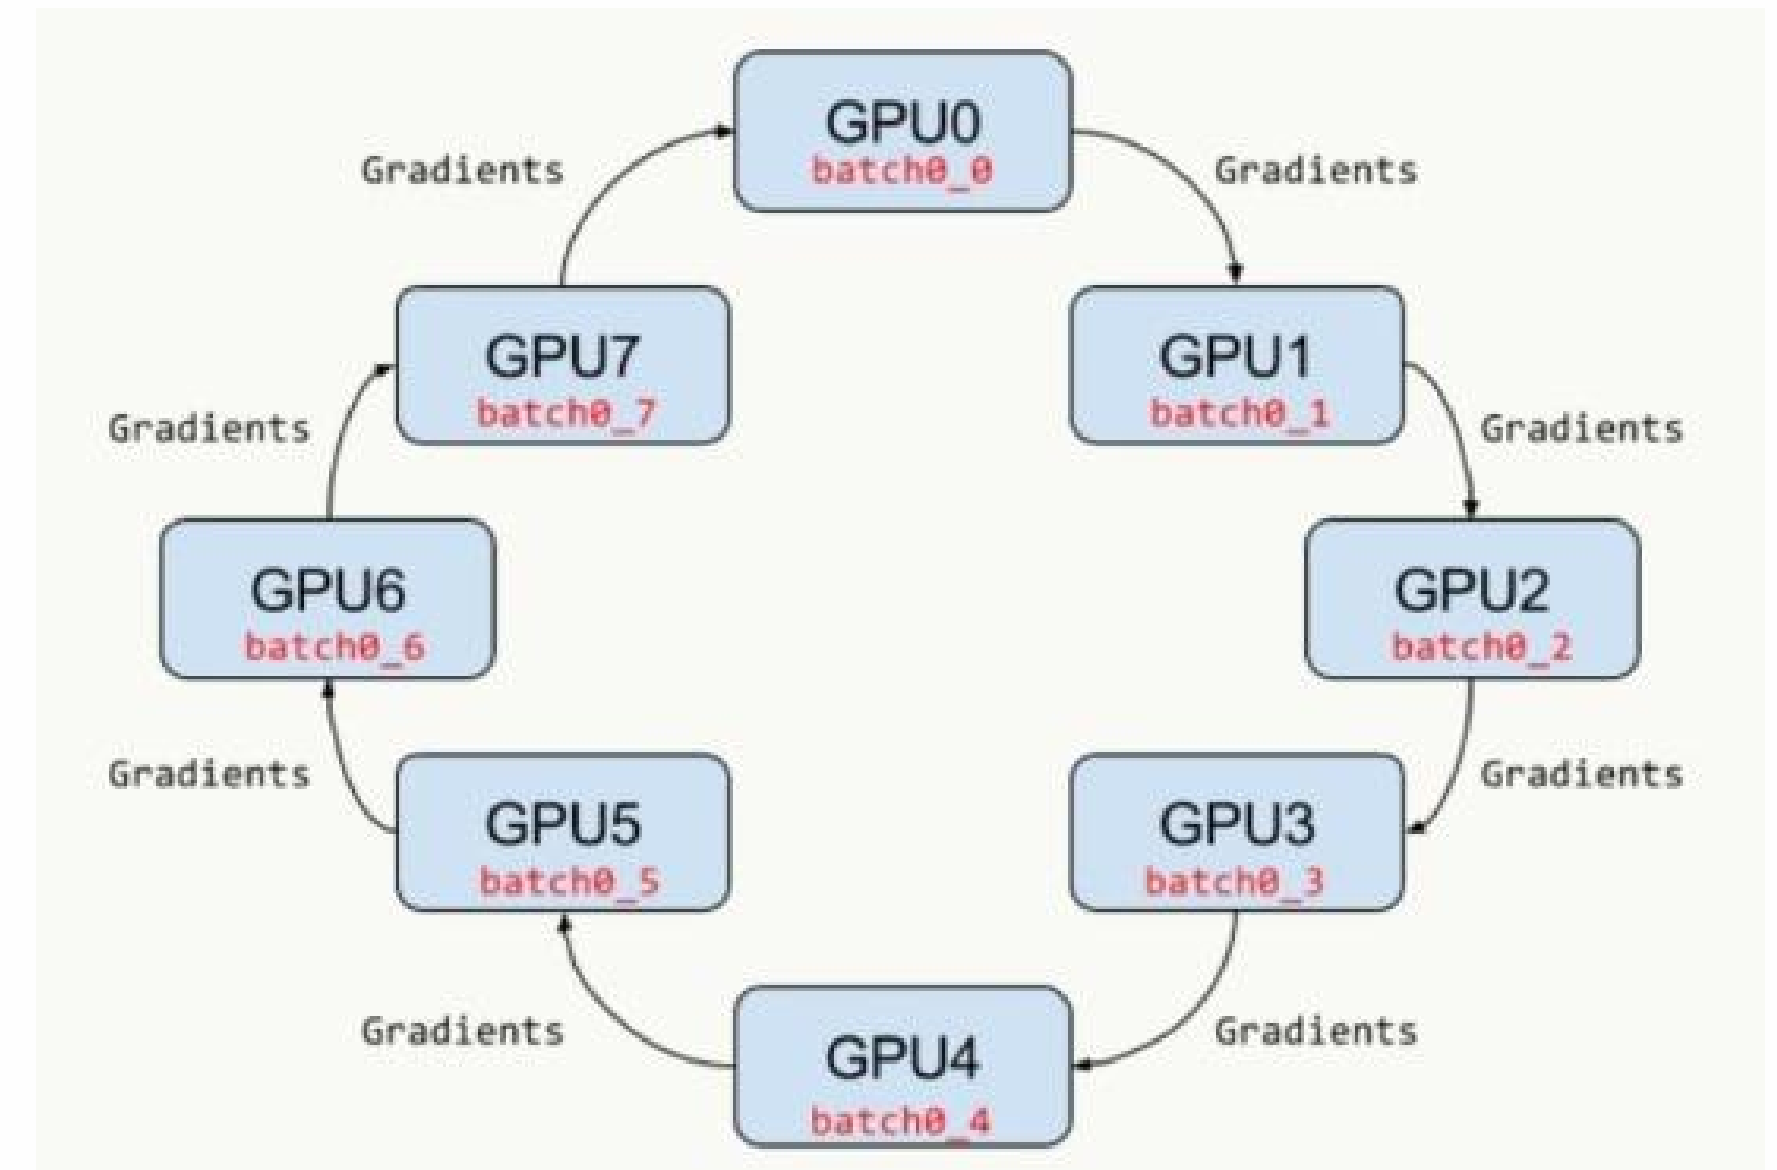 GPU0
batch0_0
Gradients
Gradients
GPU7
batch0_7
GPU1
batch0_1
Gradients
Gradients
GPU6
batch0_6
GPU2
batch0_2
Gradients
Gradients
GPU5
batch0_5
GPU3
batch0_3
Gradients
Gradients
GPU4
batch0_4